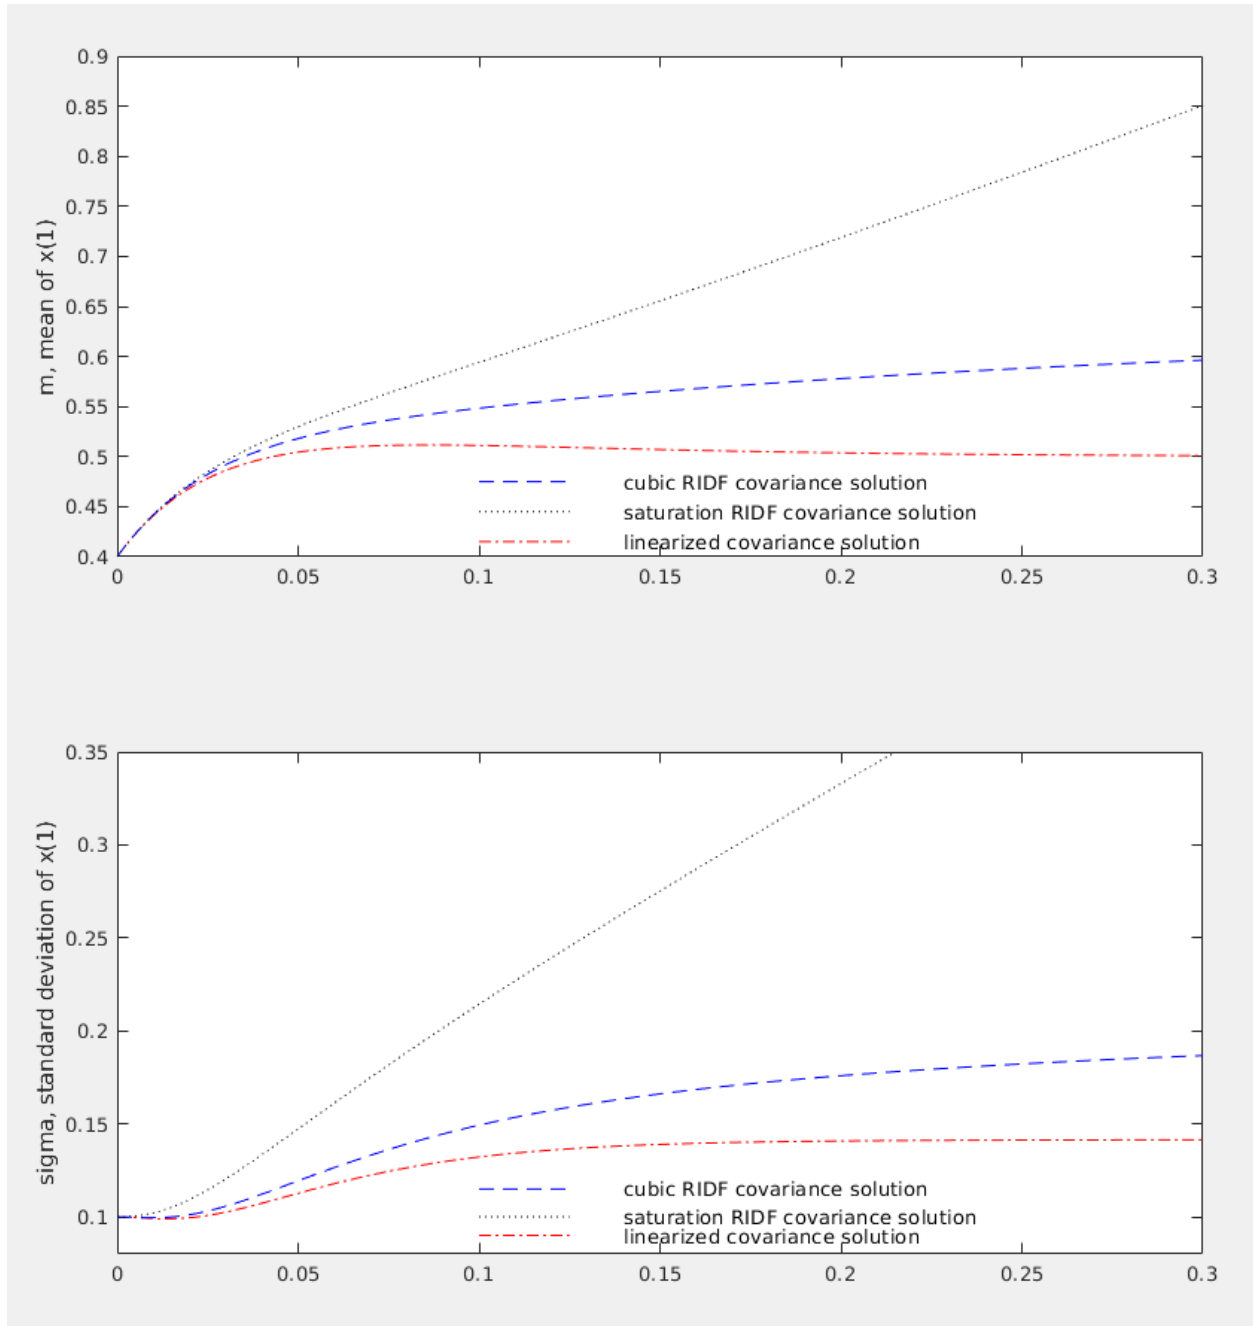 0.9
0.85
0.8
0.75
0.7
0.65
0.6
0.55
0.5
0.45
0.4
m, mean of x(1)
cubic RIDF covariance solution
saturation RIDF covariance solution
linearized covariance solution
0 0.05 0.1 0.15 0.2 0.25 0.3
0.35
0.3
0.25
0.2
0.15
0.1
sigma, standard deviation of x(1)
cubic RIDF covariance solution
saturation RIDF covariance solution
linearized covariance solution
0 0.05 0.1 0.15 0.2 0.25 0.3